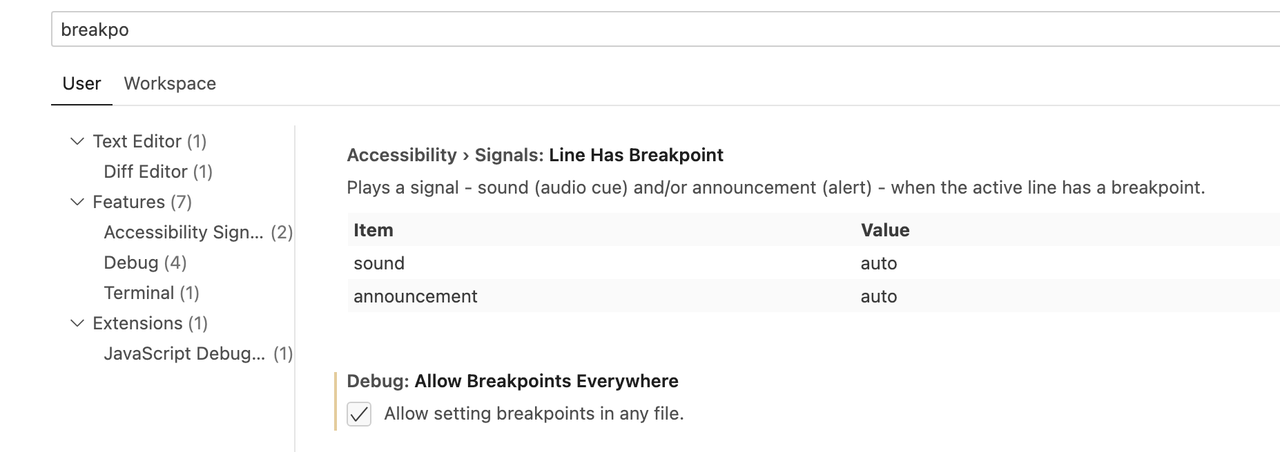 breakpo
User Workspace
Text Editor (1)
Diff Editor (1)
Features (7)
Accessibility Sign... (2)
Debug (4)
Terminal (1)
Extensions (1)
JavaScript Debug... (1)
Accessibility › Signals: Line Has Breakpoint
Plays a signal - sound (audio cue) and/or announcement (alert) - when the active line has a breakpoint.
Item Value
sound auto
announcement auto
Debug: Allow Breakpoints Everywhere
Allow setting breakpoints in any file.